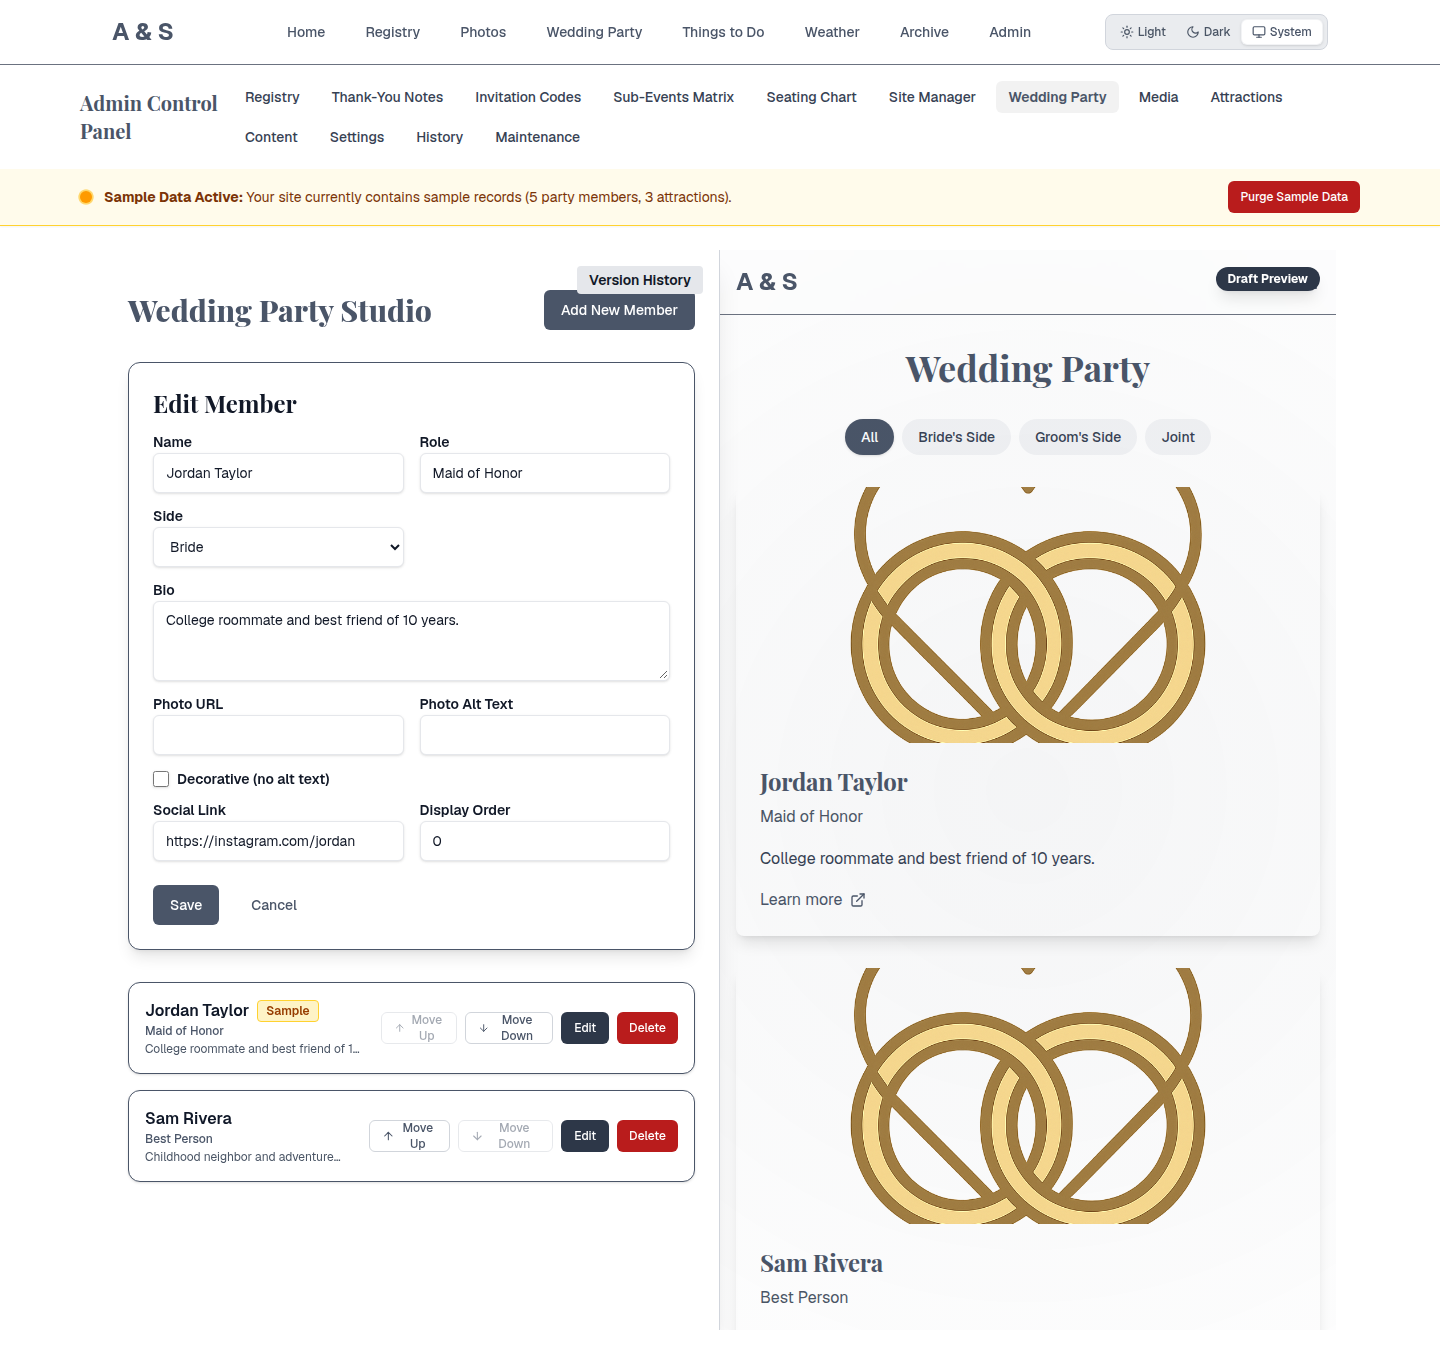 A & S
Home Registry Photos Wedding Party Things to Do Weather Archive Admin
Light Dark System
Admin Control Panel
Registry Thank-You Notes Invitation Codes Sub-Events Matrix Seating Chart Site Manager Wedding Party Media Attractions
Content Settings History Maintenance
Sample Data Active: Your site currently contains sample records (5 party members, 3 attractions).
Purge Sample Data
Version History
Wedding Party Studio
Add New Member
Edit Member
Name Role
Jordan Taylor Maid of Honor
Side
Bride
Bio
College roommate and best friend of 10 years.
Photo URL Photo Alt Text
Decorative (no alt text)
Social Link Display Order
https://instagram.com/jordan 0
Save Cancel
Jordan Taylor Sample
Maid of Honor
College roommate and best friend of 1...
Move Up Move Down Edit Delete
Sam Rivera
Best Person
Childhood neighbor and adventure...
Move Up Move Down Edit Delete
A & S
Draft Preview
Wedding Party
All Bride's Side Groom's Side Joint
Jordan Taylor
Maid of Honor
College roommate and best friend of 10 years.
Learn more
Sam Rivera
Best Person